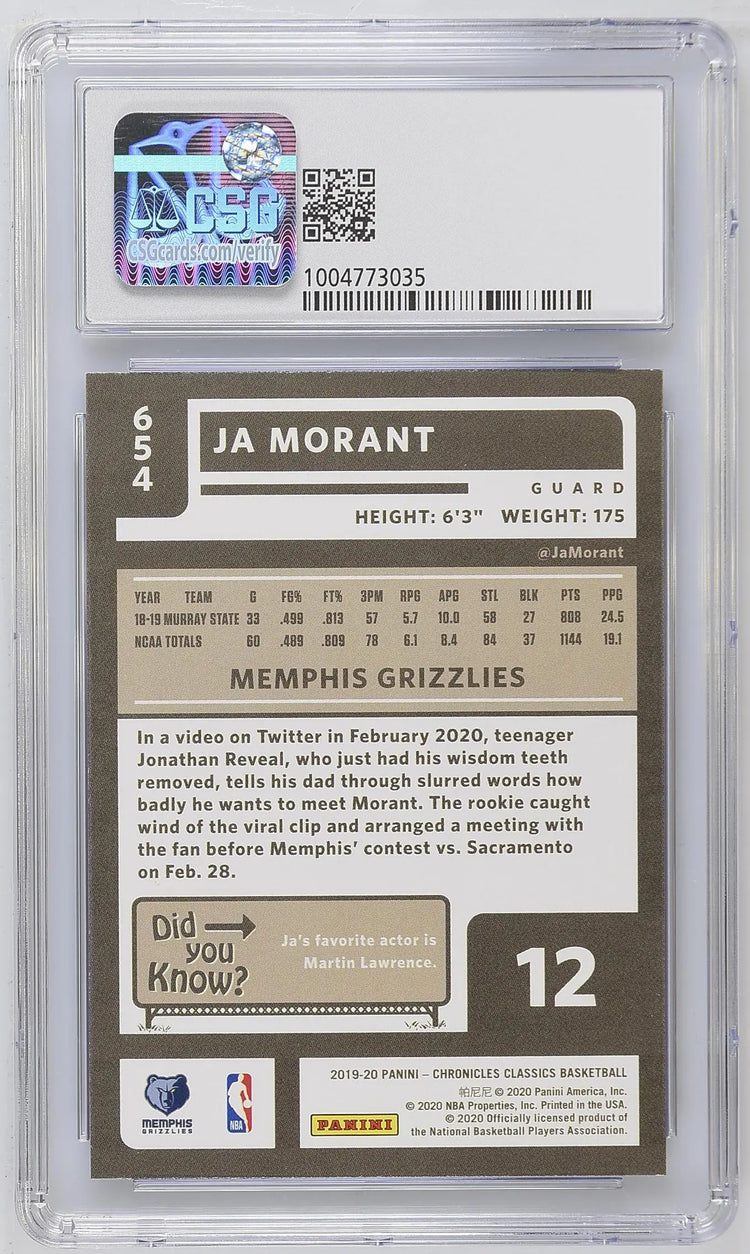 CSG
CSGcards.com/verify
1004773035
654
JA MORANT
GUARD
HEIGHT: 6'3" WEIGHT: 175
@JaMorant
YEAR TEAM G FG% FT% 3PM RPG APG STL BLK PTS PPG
18-19 MURRAY STATE 33 .499 .813 57 5.7 10.0 58 27 808 24.5
NCAA TOTALS 60 .489 .809 78 6.1 8.4 84 37 1144 19.1
MEMPHIS GRIZZLIES
In a video on Twitter in February 2020, teenager
Jonathan Reveal, who just had his wisdom teeth
removed, tells his dad through slurred words how
badly he wants to meet Morant. The rookie caught
wind of the viral clip and arranged a meeting with
the fan before Memphis' contest vs. Sacramento
on Feb. 28.
Did
you
Know?
Ja's favorite actor is
Martin Lawrence.
12
MEMPHIS
GRIZZLIES
NBA
2019-20 PANINI – CHRONICLES CLASSICS BASKETBALL
帕尼尼 © 2020 Panini America, Inc.
© 2020 NBA Properties, Inc. Printed in the USA.
© 2020 Officially licensed product of
the National Basketball Players Association.
PANINI